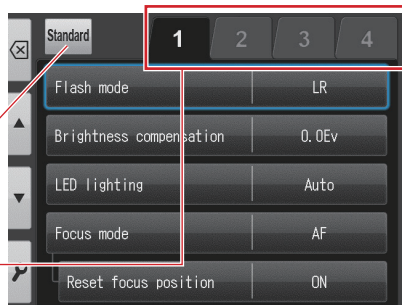 Standard 1 2 3 4
Flash mode LR
Brightness compensation 0.0Ev
LED lighting Auto
Focus mode AF
Reset focus position ON